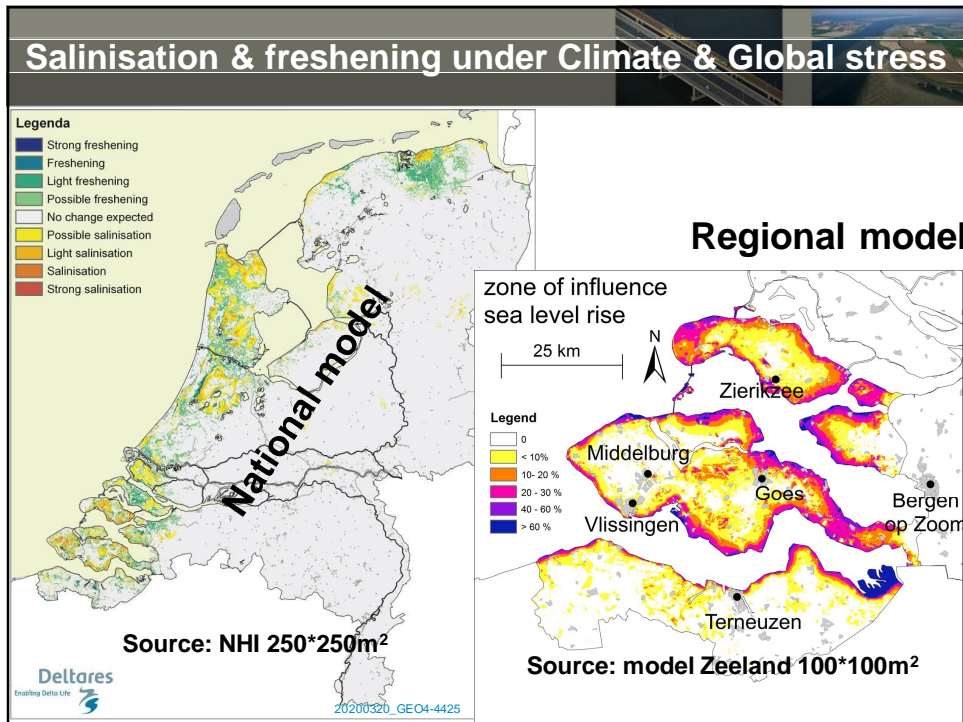 Salinisation & freshening under Climate & Global stress
Legenda
Strong freshening
Freshening
Light freshening
Possible freshening
No change expected
Possible salinisation
Light salinisation
Salinisation
Strong salinisation
National model
Source: NHI 250*250m²
Deltares
Enabling Delta Life
20200320_GEO4-4425
Regional model
zone of influence
sea level rise
N
25 km
Legend
0
< 10%
10- 20 %
20 - 30 %
40 - 60 %
> 60 %
Zierikzee
Middelburg
Goes
Vlissingen
Bergen
op Zoom
Terneuzen
Source: model Zeeland 100*100m²